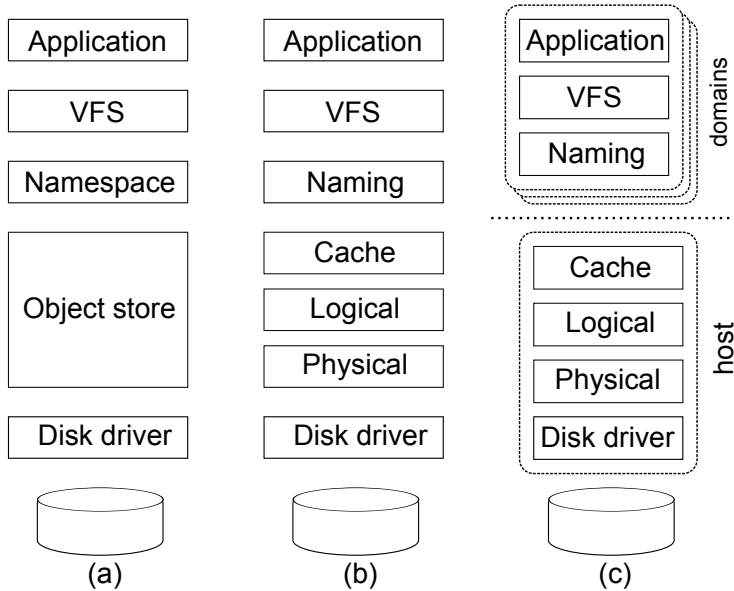 Application
VFS
Namespace
Object store
Disk driver
(a)
Application
VFS
Naming
Cache
Logical
Physical
Disk driver
(b)
Application
VFS
Naming
domains
Cache
Logical
Physical
Disk driver
host
(c)